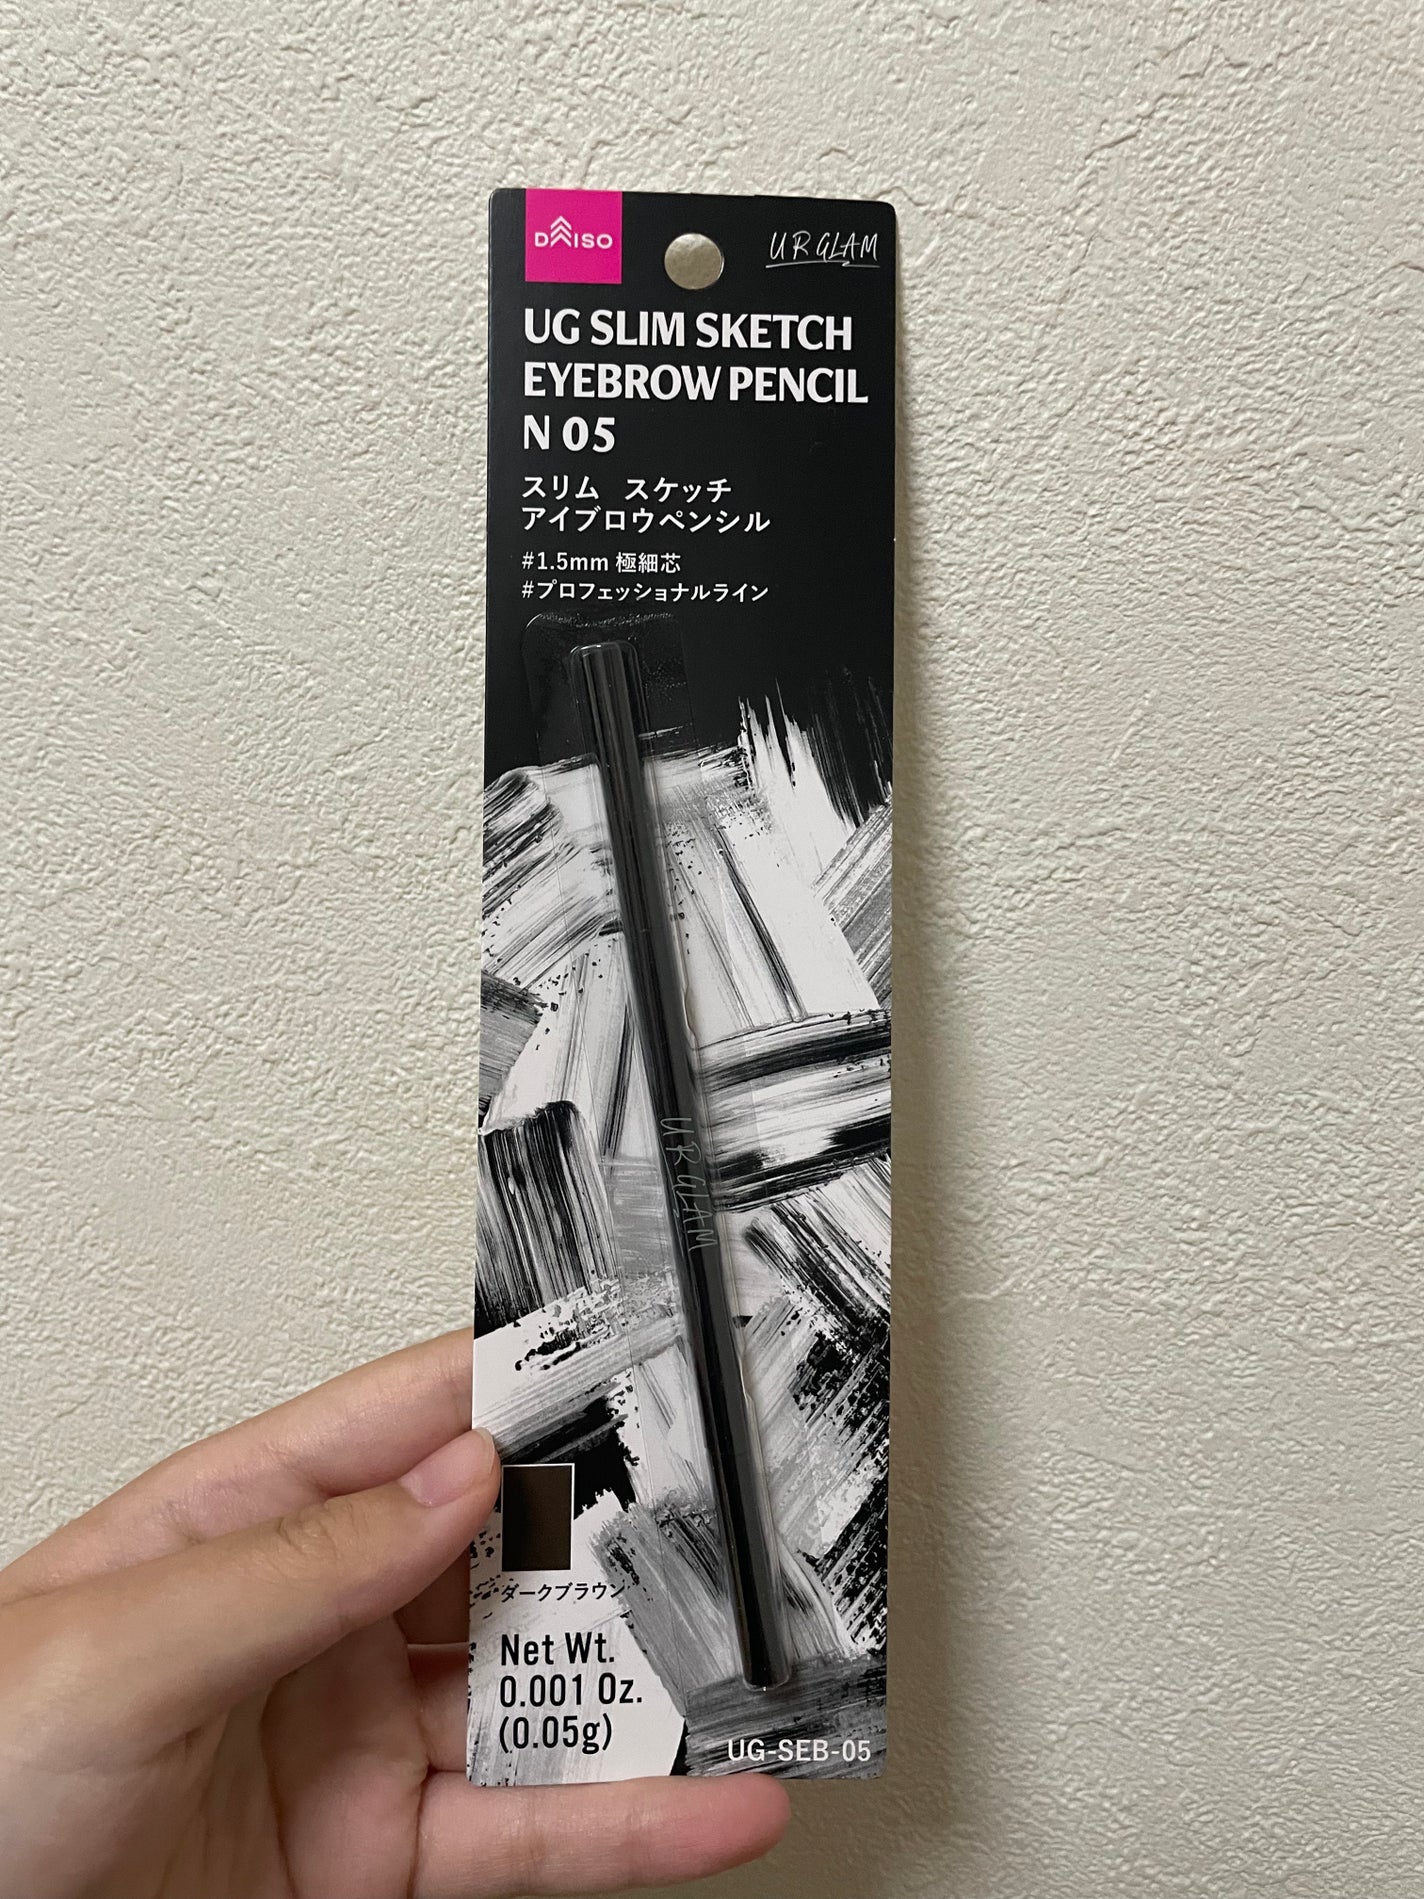 DAISO
UR GLAM
UG SLIM SKETCH
EYEBROW PENCIL
N 05
スリム スケッチ
アイブロウペンシル
#1.5mm 極細芯
#プロフェッショナルライン
UR GLAM
ダークブラウン
Net Wt.
0.001 Oz.
(0.05g)
UG-SEB-05